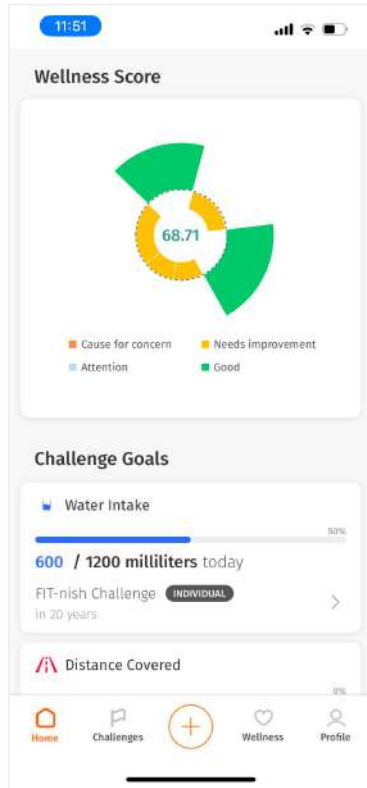 11:51
Wellness Score
68.71
Cause for concern
Needs improvement
Attention
Good
Challenge Goals
Water Intake
50%
600 / 1200 milliliters today
FIT-nish Challenge INDIVIDUAL
in 20 years
Distance Covered
0%
Home
Challenges
Wellness
Profile